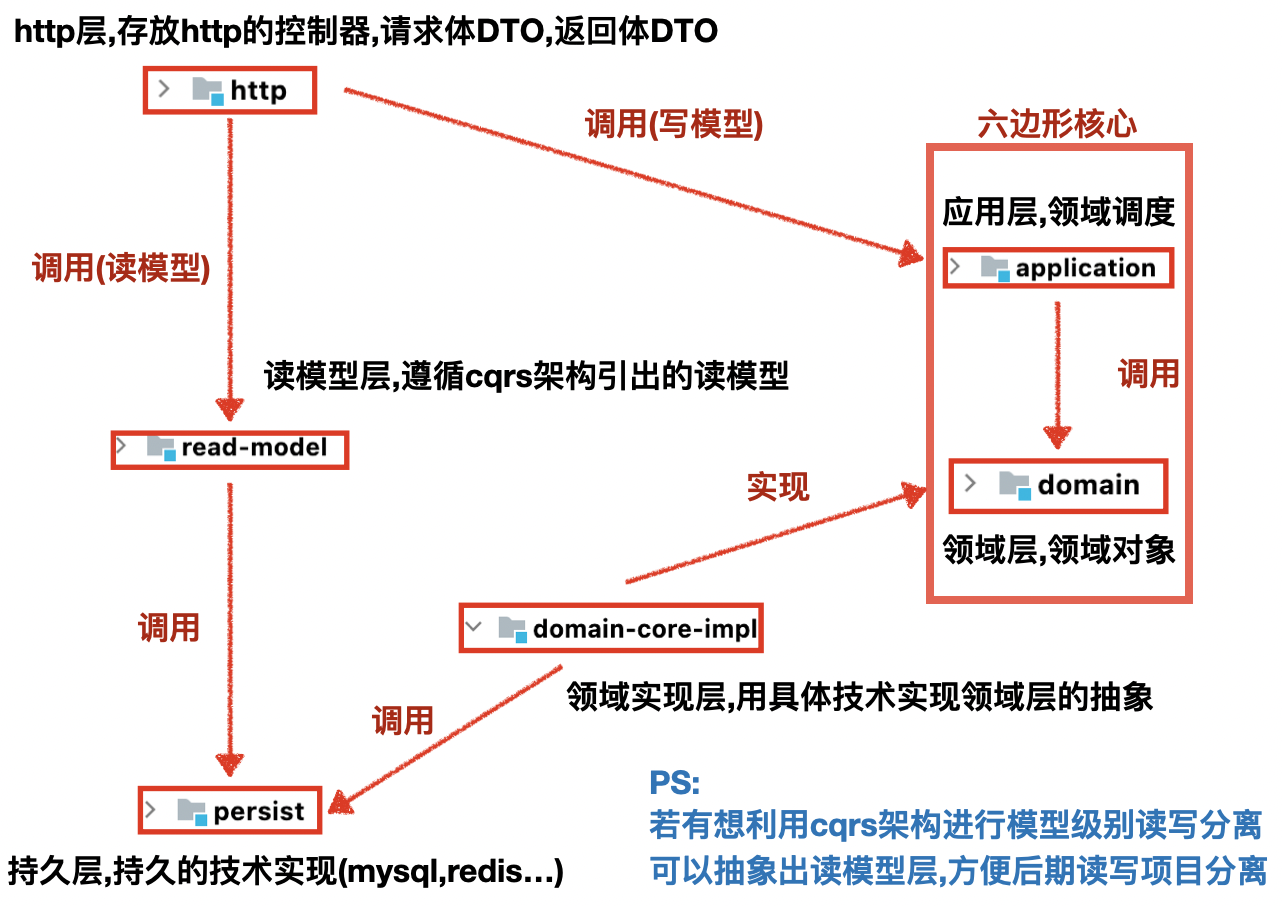 http层,存放http的控制器,请求体DTO,返回体DTO
http
调用(写模型)
六边形核心
应用层,领域调度
application
调用(读模型)
读模型层,遵循cqrs架构引出的读模型
调用
read-model
实现
domain
领域层,领域对象
调用
domain-core-impl
领域实现层,用具体技术实现领域层的抽象
调用
PS:
persist
若有想利用cqrs架构进行模型级别读写分离
持久层,持久的技术实现(mysql,redis...)
可以抽象出读模型层,方便后期读写项目分离